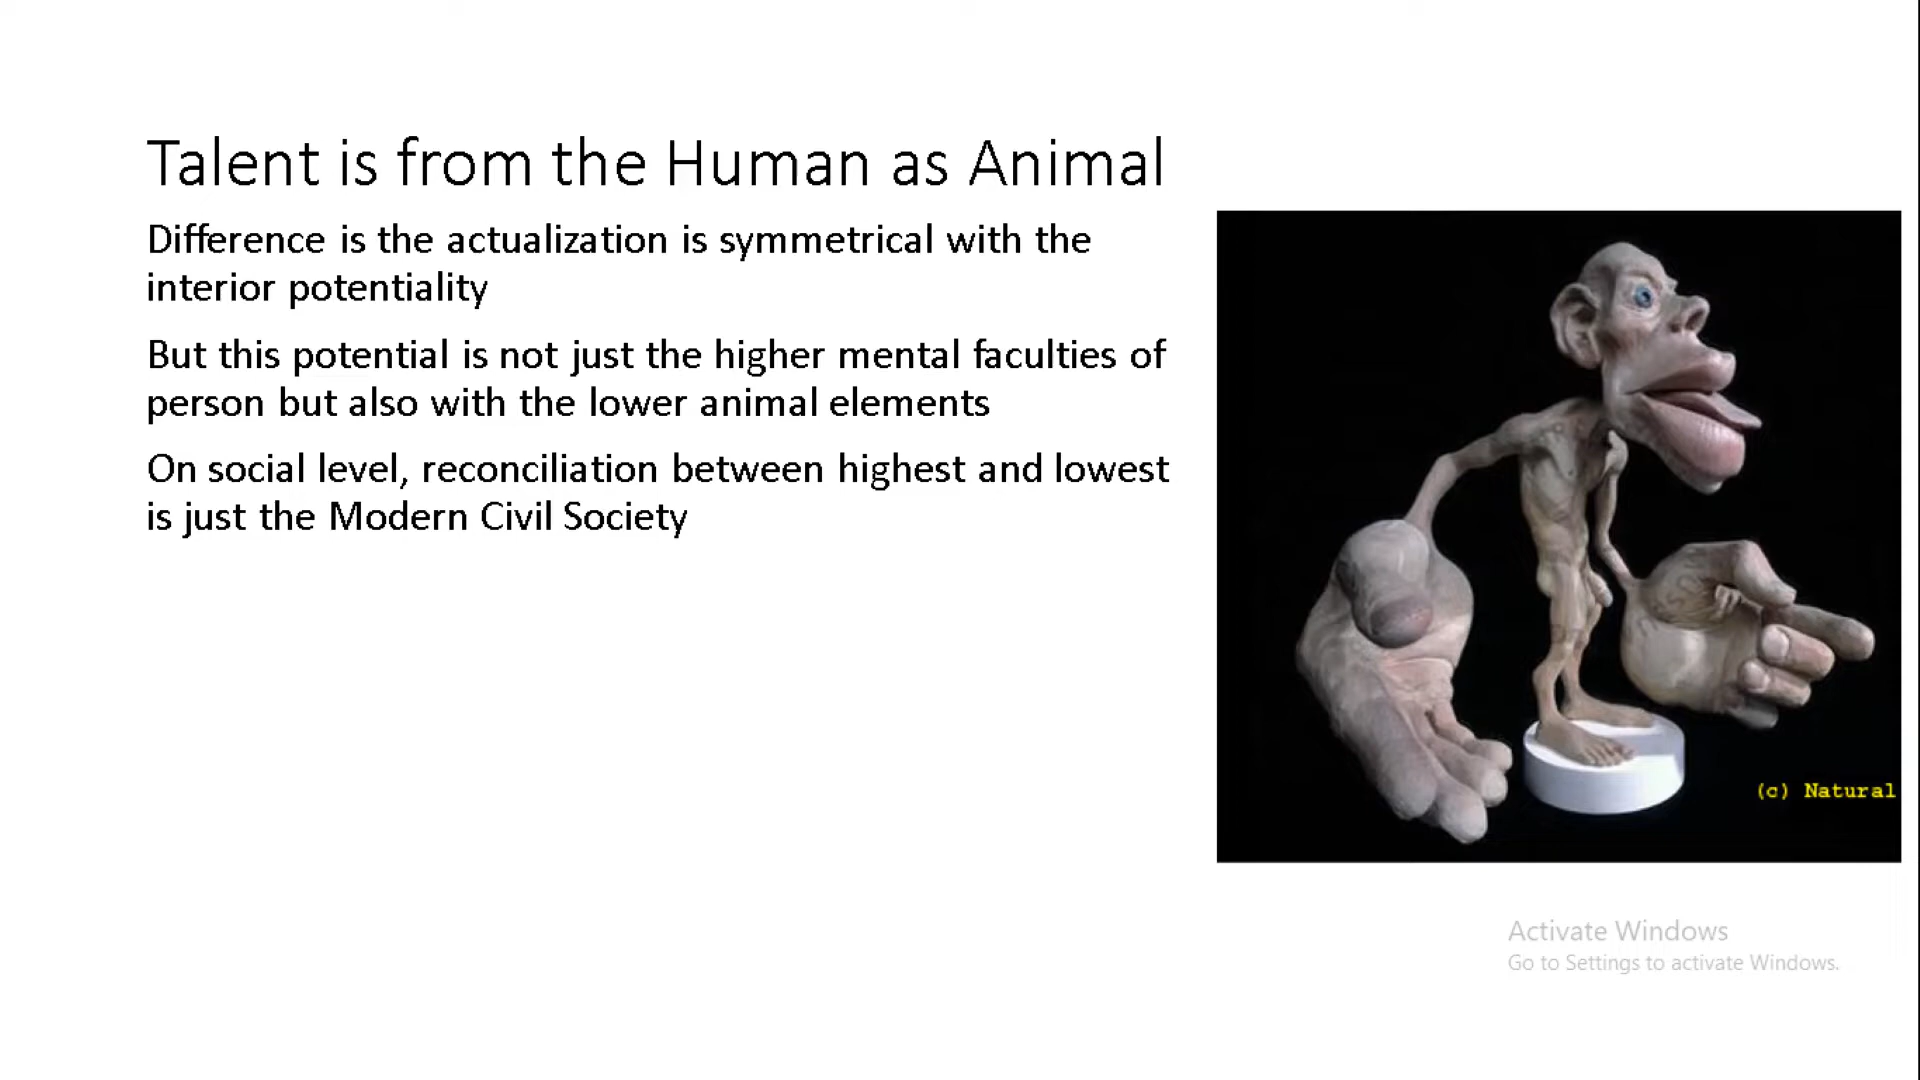 Talent is from the Human as Animal
Difference is the actualization is symmetrical with the
interior potentiality
But this potential is not just the higher mental faculties of
person but also with the lower animal elements
On social level, reconciliation between highest and lowest
is just the Modern Civil Society
(c) Natural
Activate Windows
Go to Settings to activate Windows.